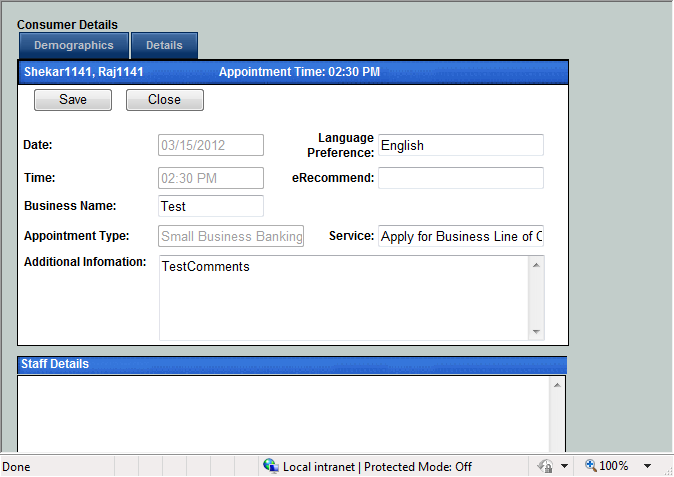 Consumer Details
Demographics Details
Shekar1141, Raj1141 Appointment Time: 02:30 PM
Save Close
Date: 03/15/2012 Language Preference: English
Time: 02:30 PM eRecommend:
Business Name: Test
Appointment Type: Small Business Banking Service: Apply for Business Line of C
Additional Infomation: TestComments
Staff Details
Done Local intranet | Protected Mode: Off 100%